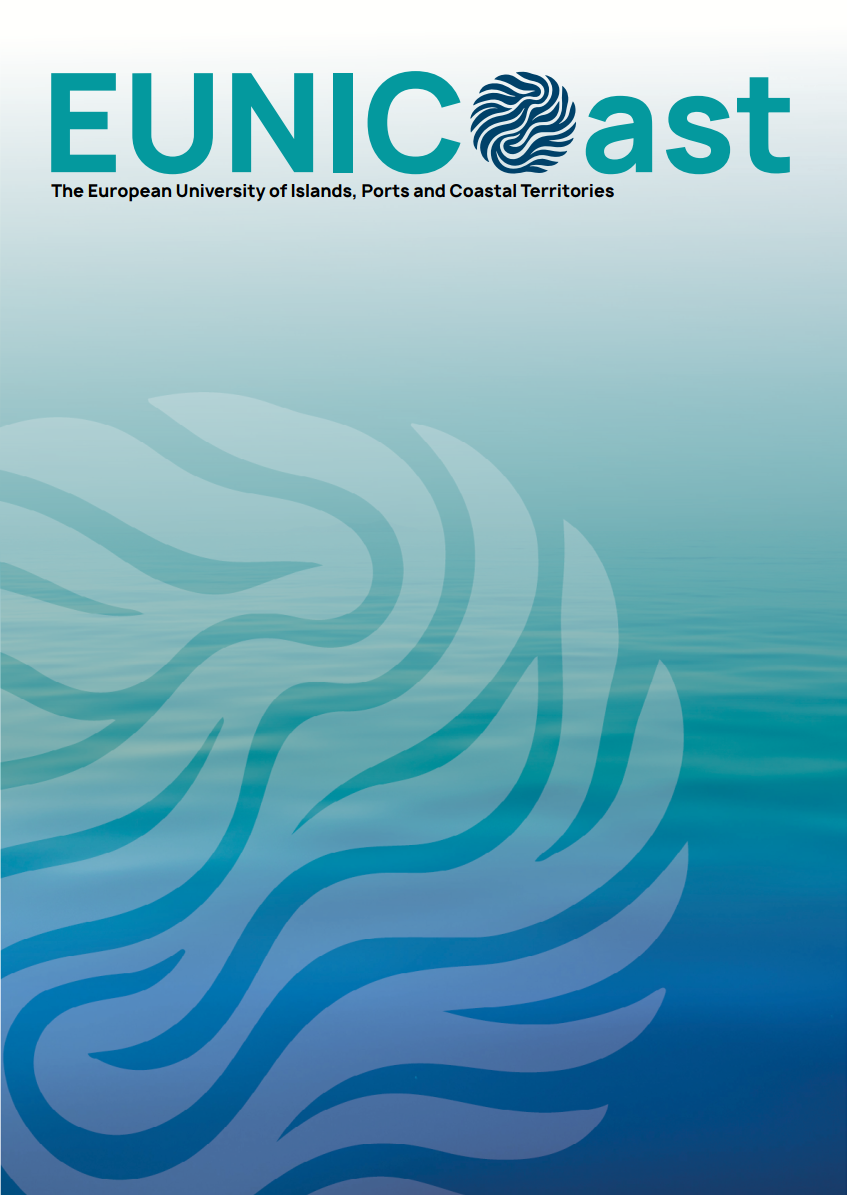 EUNICOast
The European University of Islands, Ports and Coastal Territories